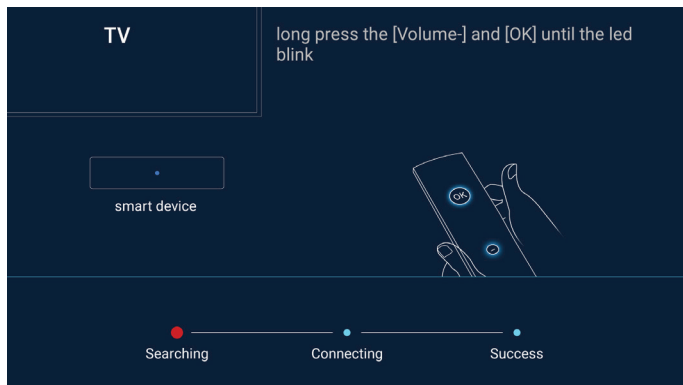 TV
long press the [Volume-] and [OK] until the led
blink
smart device
OK
Searching
Connecting
Success